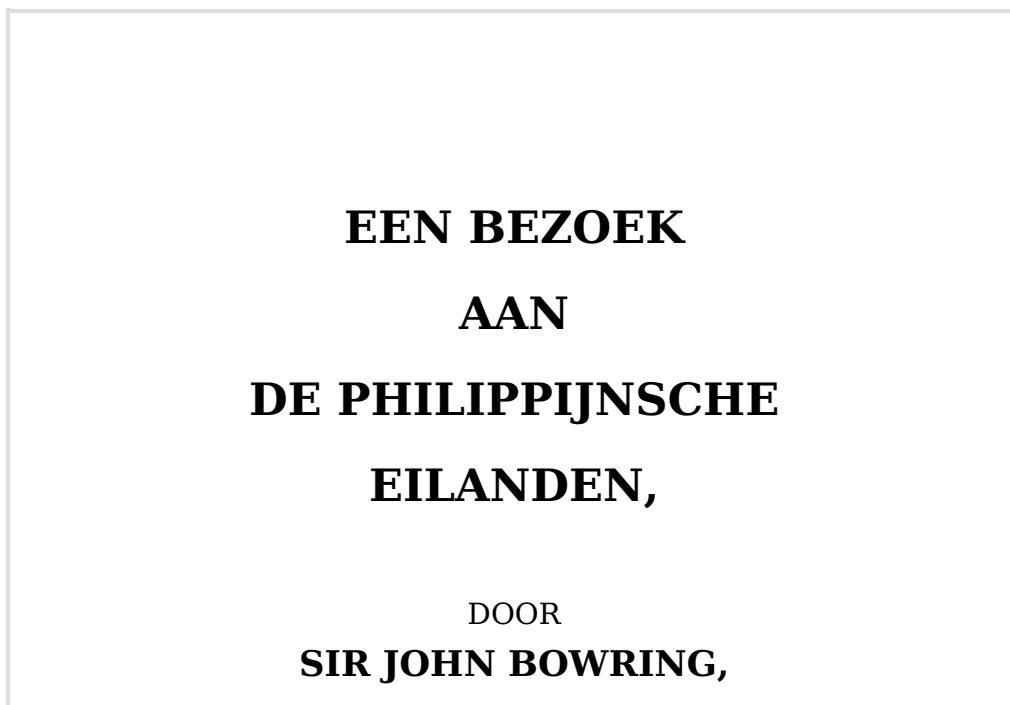 EEN BEZOEK
AAN
DE PHILIPPIJNSCHE
EILANDEN,
DOOR
SIR JOHN BOWRING,